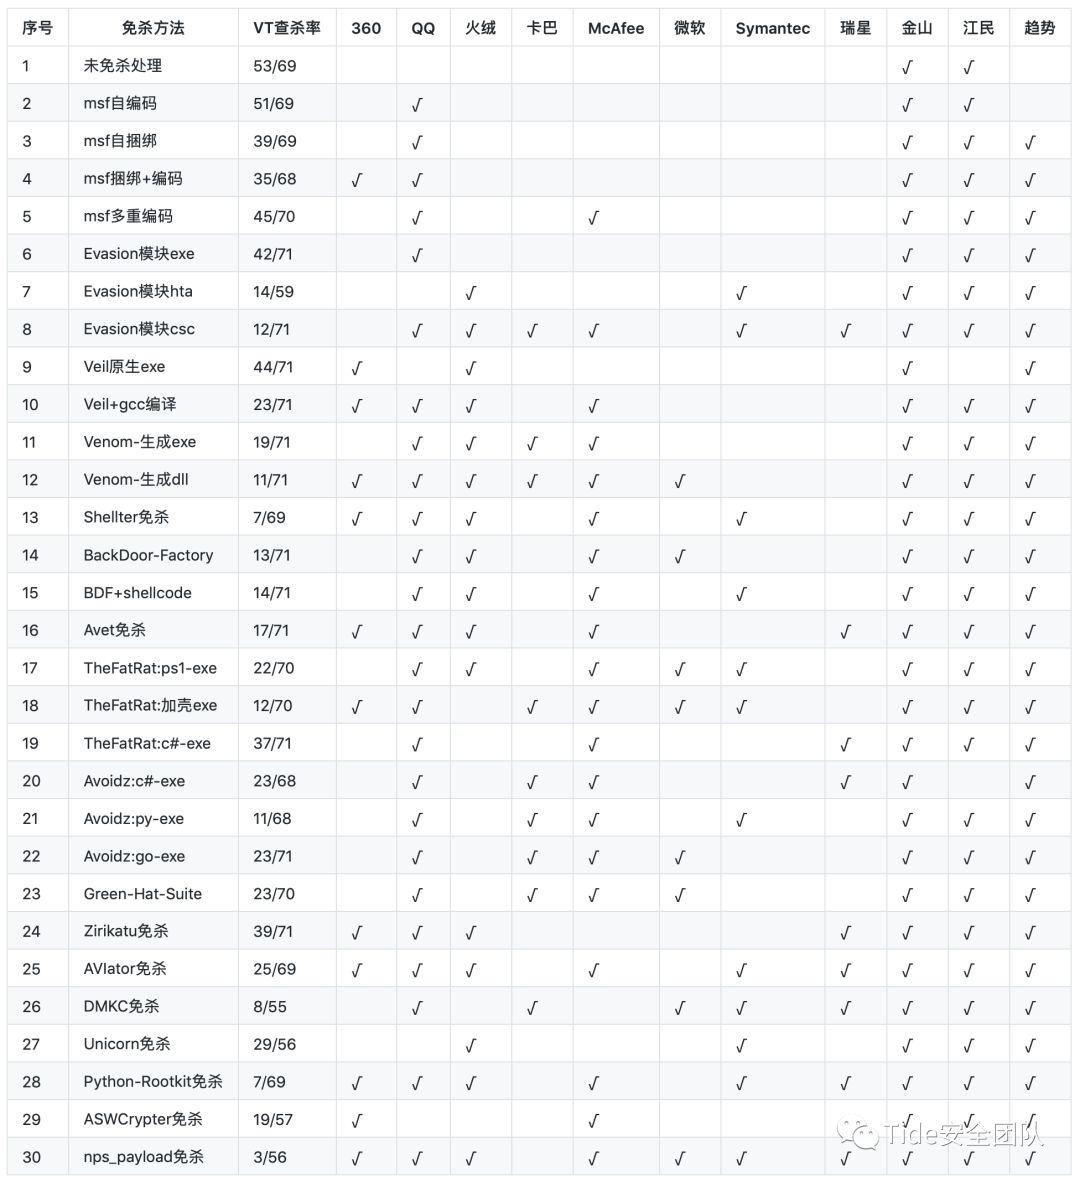 序号 免杀方法 VT查杀率 360 QQ 火绒 卡巴 McAfee 微软 Symantec 瑞星 金山 江民 趋势
1 未免杀处理 53/69 √ √
2 msf自编码 51/69 √ √ √
3 msf自捆绑 39/69 √ √ √ √
4 msf捆绑+编码 35/68 √ √ √ √ √
5 msf多重编码 45/70 √ √ √ √ √
6 Evasion模块exe 42/71 √ √ √ √
7 Evasion模块hta 14/59 √ √ √ √ √
8 Evasion模块csc 12/71 √ √ √ √ √ √ √ √ √
9 Veil原生exe 44/71 √ √ √ √
10 Veil+gcc编译 23/71 √ √ √ √ √ √ √
11 Venom-生成exe 19/71 √ √ √ √ √ √ √
12 Venom-生成dll 11/71 √ √ √ √ √ √ √ √ √
13 Shellter免杀 7/69 √ √ √ √ √ √ √ √
14 BackDoor-Factory 13/71 √ √ √ √ √ √ √
15 BDF+shellcode 14/71 √ √ √ √ √ √ √
16 Avet免杀 17/71 √ √ √ √ √ √ √ √
17 TheFatRat:ps1-exe 22/70 √ √ √ √ √ √ √ √
18 TheFatRat:加壳exe 12/70 √ √ √ √ √ √ √ √ √
19 TheFatRat:c#-exe 37/71 √ √ √ √ √ √
20 Avoidz:c#-exe 23/68 √ √ √ √ √ √
21 Avoidz:py-exe 11/68 √ √ √ √ √ √ √
22 Avoidz:go-exe 23/71 √ √ √ √ √ √ √
23 Green-Hat-Suite 23/70 √ √ √ √ √ √ √
24 Zirikatu免杀 39/71 √ √ √ √ √ √ √
25 AVIator免杀 25/69 √ √ √ √ √ √ √ √ √
26 DMKC免杀 8/55 √ √ √ √ √ √ √ √
27 Unicorn免杀 29/56 √ √ √ √ √
28 Python-Rootkit免杀 7/69 √ √ √ √ √ √ √ √ √
29 ASWCrypter免杀 19/57 √ √ √ √ √
30 nps_payload免杀 3/56 √ √ √ √ √ √ √ √ √ √
Tide安全团队